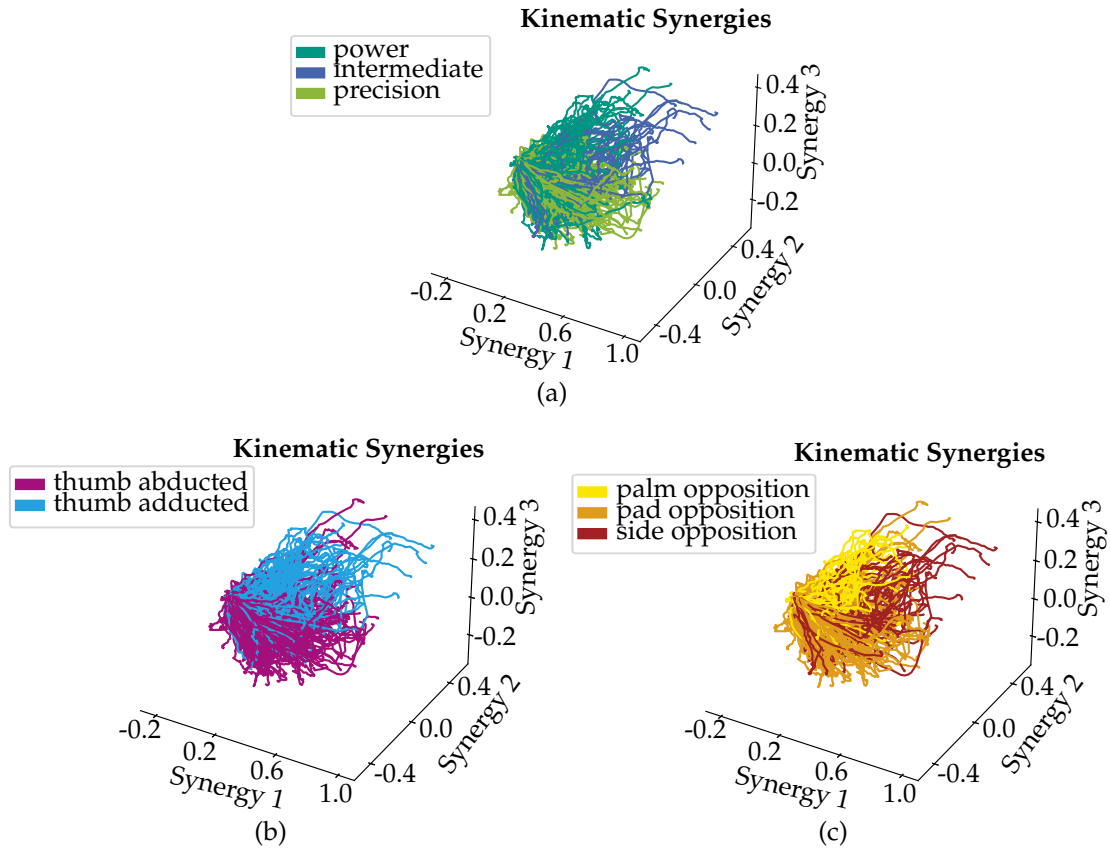 Kinematic Synergies
power
intermediate
precision
0.4
0.2
0.0
-0.2
Synergy 3
0.4
0.0
-0.4
Synergy 2
-0.2
0.2
0.6
1.0
Synergy 1
(a)
Kinematic Synergies
thumb abducted
thumb adducted
0.4
0.2
0.0
-0.2
Synergy 3
0.4
0.0
-0.4
Synergy 2
-0.2
0.2
0.6
1.0
Synergy 1
(b)
Kinematic Synergies
palm opposition
pad opposition
side opposition
0.4
0.2
0.0
-0.2
Synergy 3
0.4
0.0
-0.4
Synergy 2
-0.2
0.2
0.6
1.0
Synergy 1
(c)